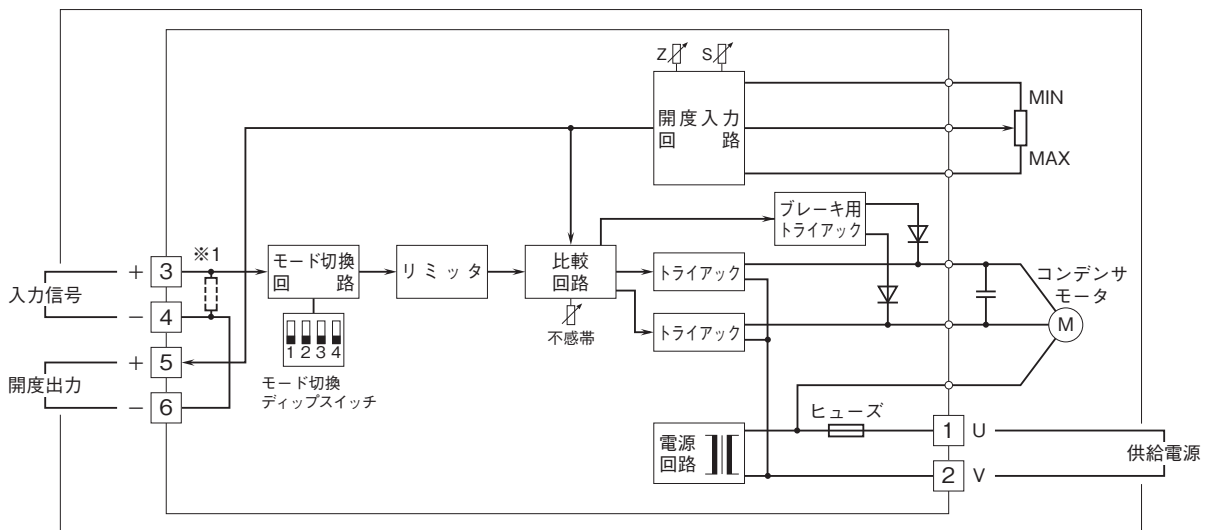 Z S
開度入力
回 路
MIN
MAX
ブレーキ用
トライアック
※1
+ 3
モード切換
回 路
リミッタ
比較
回路
トライアック
コンデンサ
モータ
入力信号
− 4
1 2 3 4
不感帯
トライアック
M
+ 5
モード切換
ディップスイッチ
開度出力
− 6
ヒューズ
電源
回路
1 U
供給電源
2 V